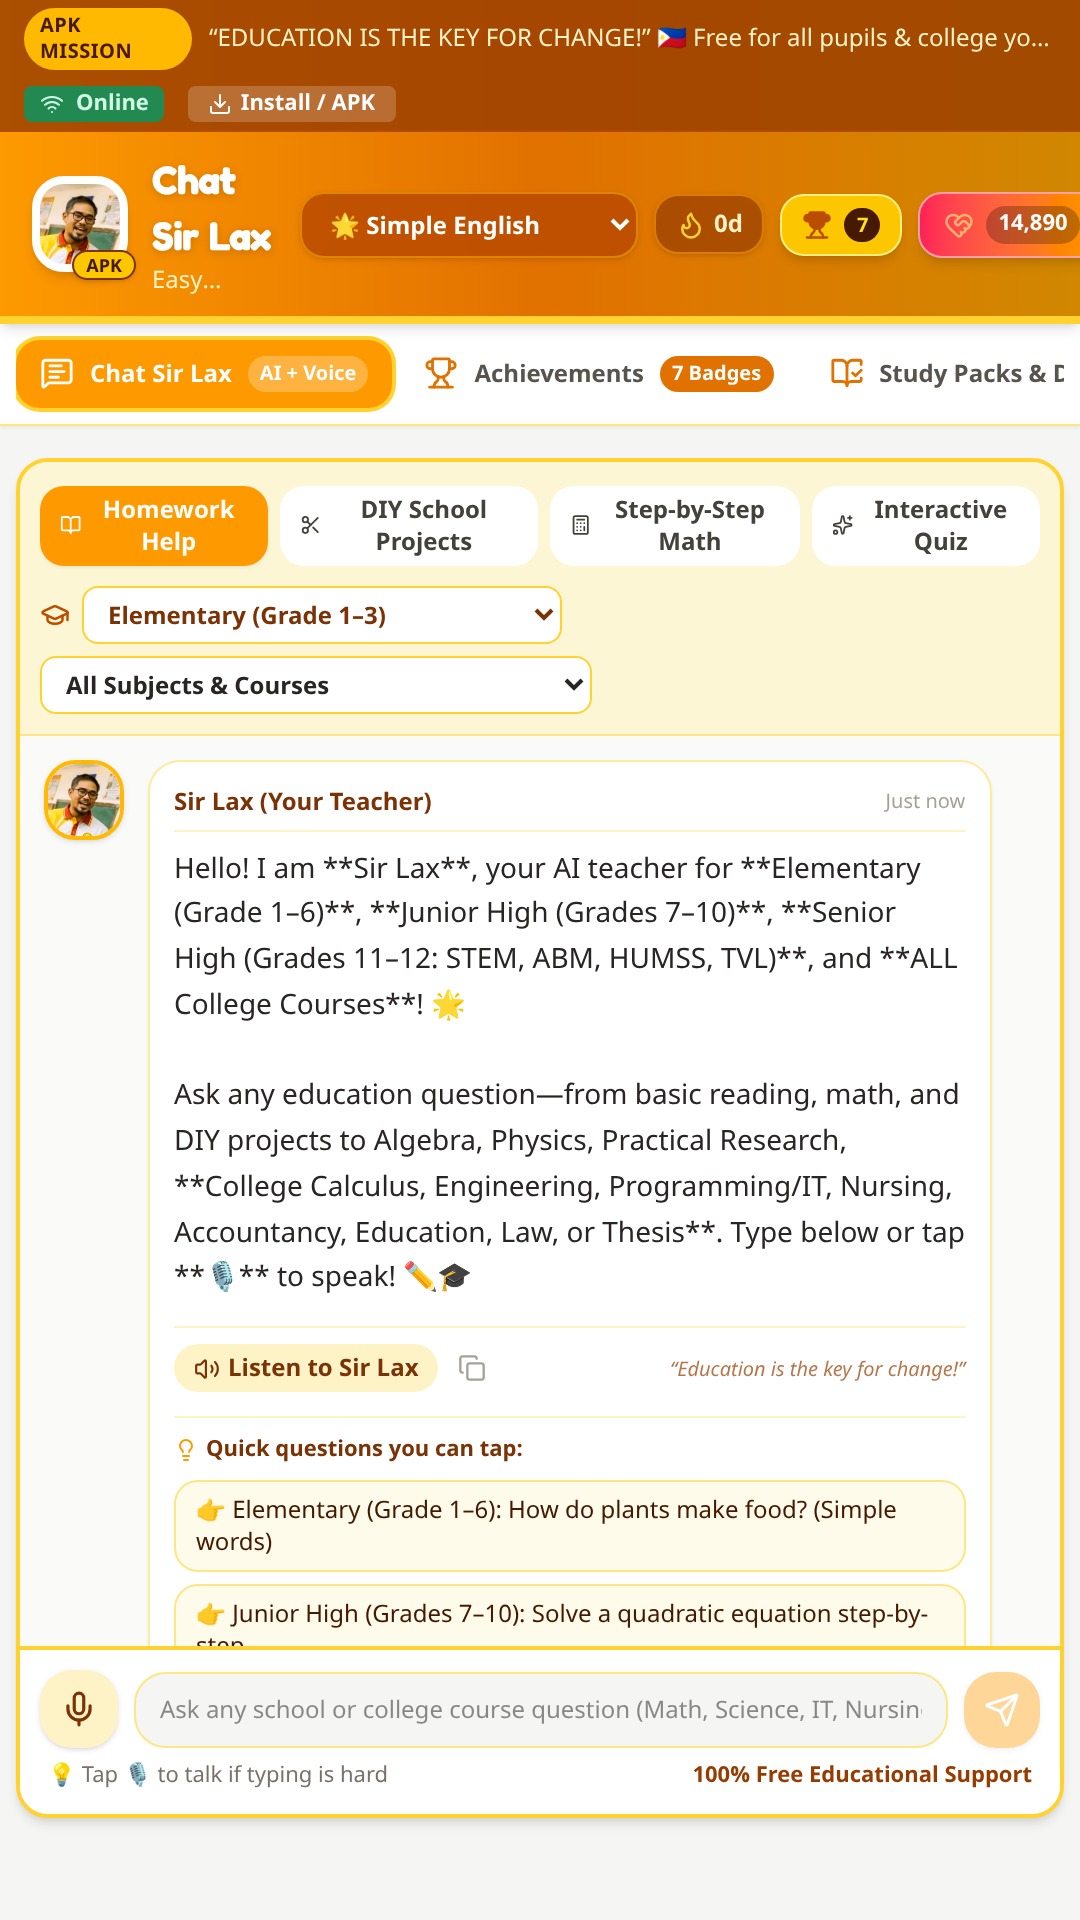 APK
MISSION
“EDUCATION IS THE KEY FOR CHANGE!” 🇵🇭 Free for all pupils & college yo...
Online
Install / APK
Chat
Sir Lax
Easy...
APK
🌟 Simple English
0d
7
14,890
Chat Sir Lax
AI + Voice
Achievements
7 Badges
Study Packs & D
Homework
Help
DIY School
Projects
Step-by-Step
Math
Interactive
Quiz
Elementary (Grade 1–3)
All Subjects & Courses
Sir Lax (Your Teacher)
Just now
Hello! I am **Sir Lax**, your AI teacher for **Elementary
(Grade 1–6)**, **Junior High (Grades 7–10)**, **Senior
High (Grades 11–12: STEM, ABM, HUMSS, TVL)**, and **ALL
College Courses**! 🌟
Ask any education question—from basic reading, math, and
DIY projects to Algebra, Physics, Practical Research,
**College Calculus, Engineering, Programming/IT, Nursing,
Accountancy, Education, Law, or Thesis**. Type below or tap
**🎙️** to speak! ✏️🎓
Listen to Sir Lax
“Education is the key for change!”
Quick questions you can tap:
👉 Elementary (Grade 1–6): How do plants make food? (Simple
words)
👉 Junior High (Grades 7–10): Solve a quadratic equation step-by-
step
Ask any school or college course question (Math, Science, IT, Nursin
💡 Tap 🎙️ to talk if typing is hard
100% Free Educational Support